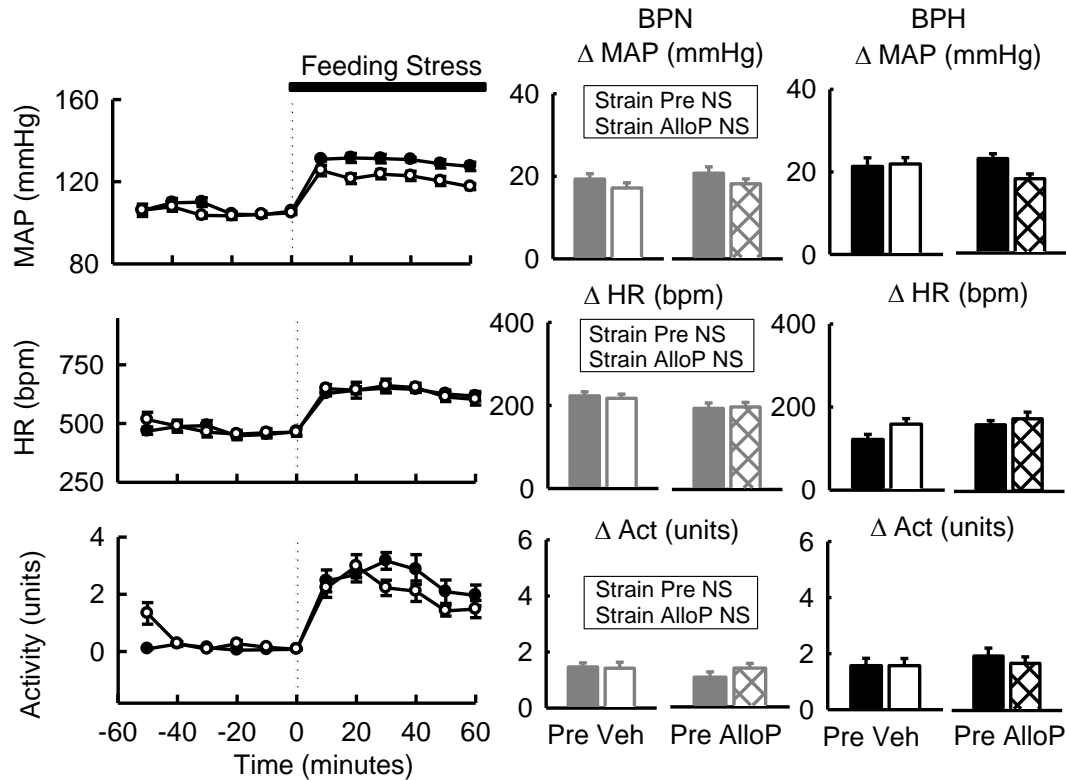 BPN
BPH
Δ MAP (mmHg)
Δ MAP (mmHg)
Feeding Stress
160
120
80
MAP (mmHg)
40
20
0
Strain Pre NS
Strain AlloP NS
40
20
0
750
500
250
HR (bpm)
Δ HR (bpm)
400
200
0
Strain Pre NS
Strain AlloP NS
Δ HR (bpm)
400
200
0
4
2
0
Activity (units)
-60
-40
-20
0
20
40
60
Time (minutes)
Δ Act (units)
6
4
2
0
Strain Pre NS
Strain AlloP NS
Pre Veh
Pre AlloP
Δ Act (units)
6
4
2
0
Pre Veh
Pre AlloP